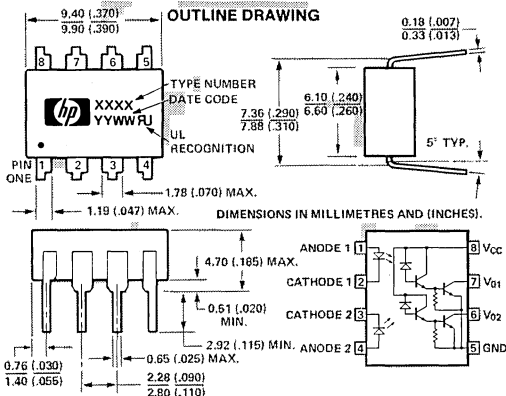 OUTLINE DRAWING
9.40 (.370)
9.90 (.390)
8 7 6 5
hp
XXXX
YYWW
RU
TYPE NUMBER
DATE CODE
UL
RECOGNITION
PIN
ONE
1 2 3 4
1.78 (.070) MAX.
1.19 (.047) MAX.
0.18 (.007)
0.33 (.013)
7.36 (.290)
7.88 (.310)
6.10 (.240)
6.60 (.260)
5° TYP.
DIMENSIONS IN MILLIMETRES AND (INCHES).
4.70 (.185) MAX.
0.51 (.020)
MIN.
2.92 (.115) MIN.
0.65 (.025) MAX.
0.76 (.030)
1.40 (.055)
2.28 (.090)
2.80 (.110)
ANODE 1 1
CATHODE 1 2
CATHODE 2 3
ANODE 2 4
8 VCC
7 V01
6 V02
5 GND